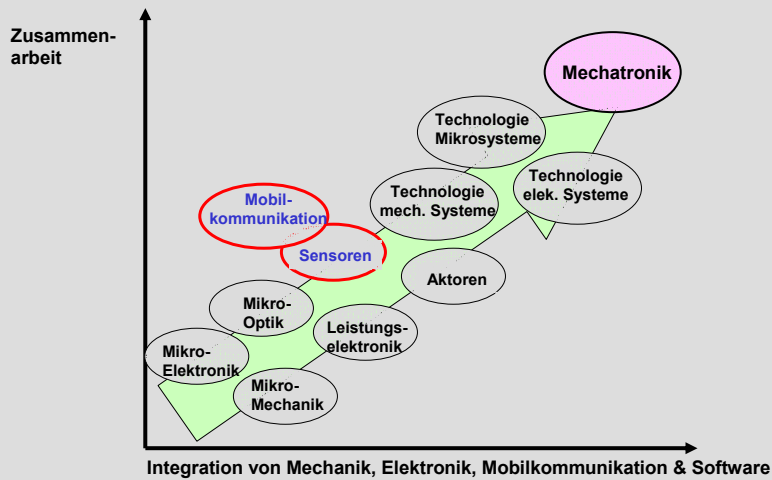 Zusammen-
arbeit
Mechatronik
Technologie
Mikrosysteme
Technologie
mech. Systeme
Technologie
elek. Systeme
Mobil-
kommunikation
Sensoren
Aktoren
Mikro-
Optik
Leistungs-
elektronik
Mikro-
Elektronik
Mikro-
Mechanik
Integration von Mechanik, Elektronik, Mobilkommunikation & Software